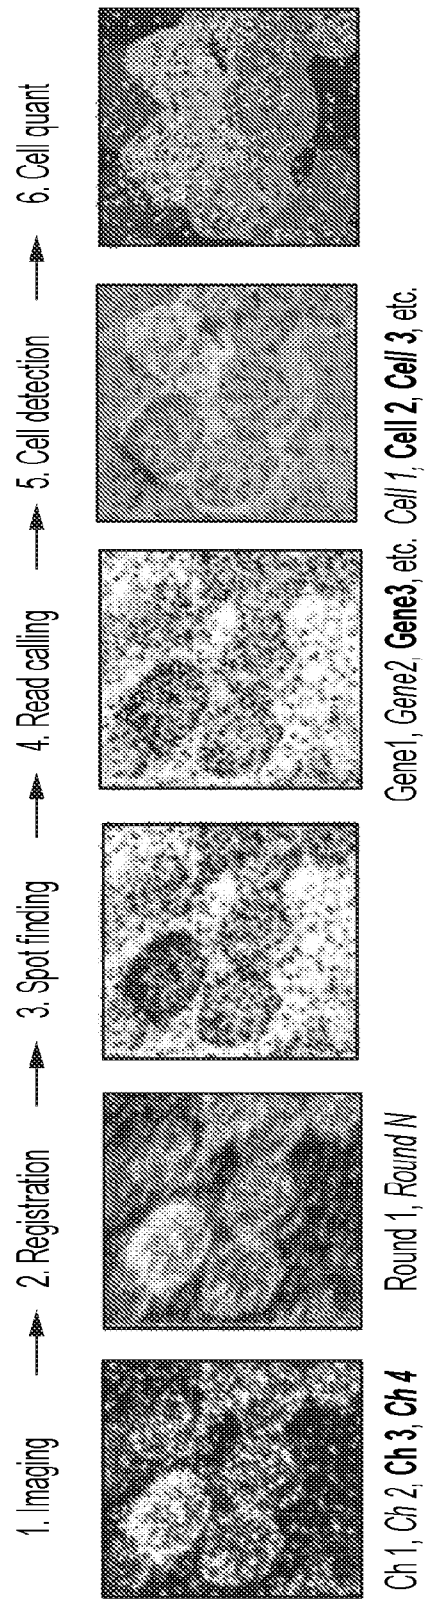 1. Imaging → 2. Registration → 3. Spot finding → 4. Read calling → 5. Cell detection → 6. Cell quant
Ch 1, Ch 2, Ch 3, Ch 4
Round 1, Round N
Gene1, Gene2, Gene3, etc.
Cell 1, Cell 2, Cell 3, etc.